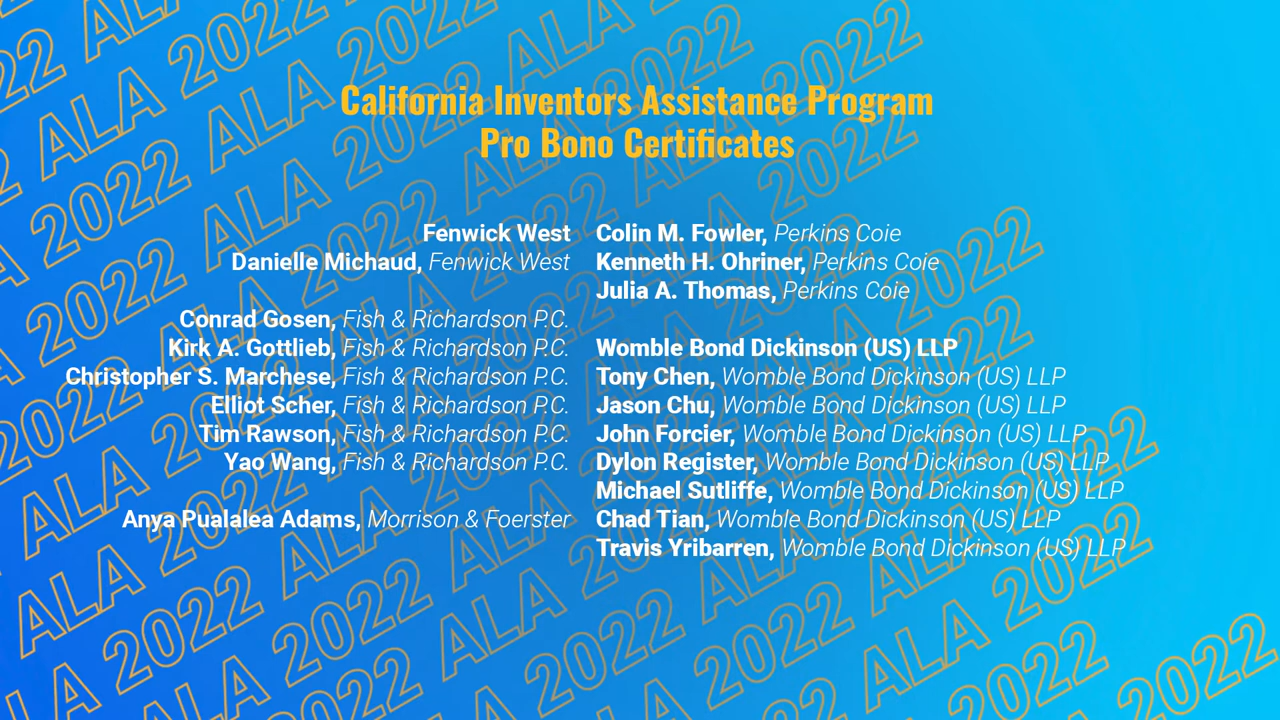 California Inventors Assistance Program
Pro Bono Certificates
Fenwick West
Danielle Michaud, Fenwick West
Conrad Gosen, Fish & Richardson P.C.
Kirk A. Gottlieb, Fish & Richardson P.C.
Christopher S. Marchese, Fish & Richardson P.C.
Elliot Scher, Fish & Richardson P.C.
Tim Rawson, Fish & Richardson P.C.
Yao Wang, Fish & Richardson P.C.
Anya Pualalea Adams, Morrison & Foerster
Colin M. Fowler, Perkins Coie
Kenneth H. Ohriner, Perkins Coie
Julia A. Thomas, Perkins Coie
Womble Bond Dickinson (US) LLP
Tony Chen, Womble Bond Dickinson (US) LLP
Jason Chu, Womble Bond Dickinson (US) LLP
John Forcier, Womble Bond Dickinson (US) LLP
Dylon Register, Womble Bond Dickinson (US) LLP
Michael Sutliffe, Womble Bond Dickinson (US) LLP
Chad Tian, Womble Bond Dickinson (US) LLP
Travis Yribarren, Womble Bond Dickinson (US) LLP
ALA 2022